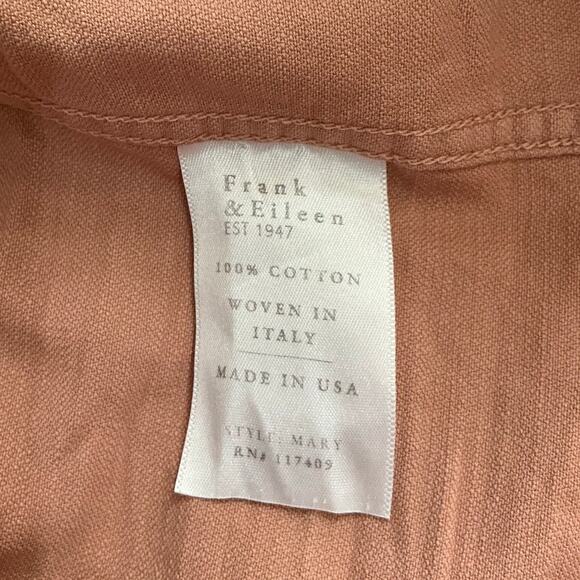 Frank
& Eileen
EST 1947
100% COTTON
WOVEN IN
ITALY
MADE IN USA
STYLE: MARY
RN# 117409